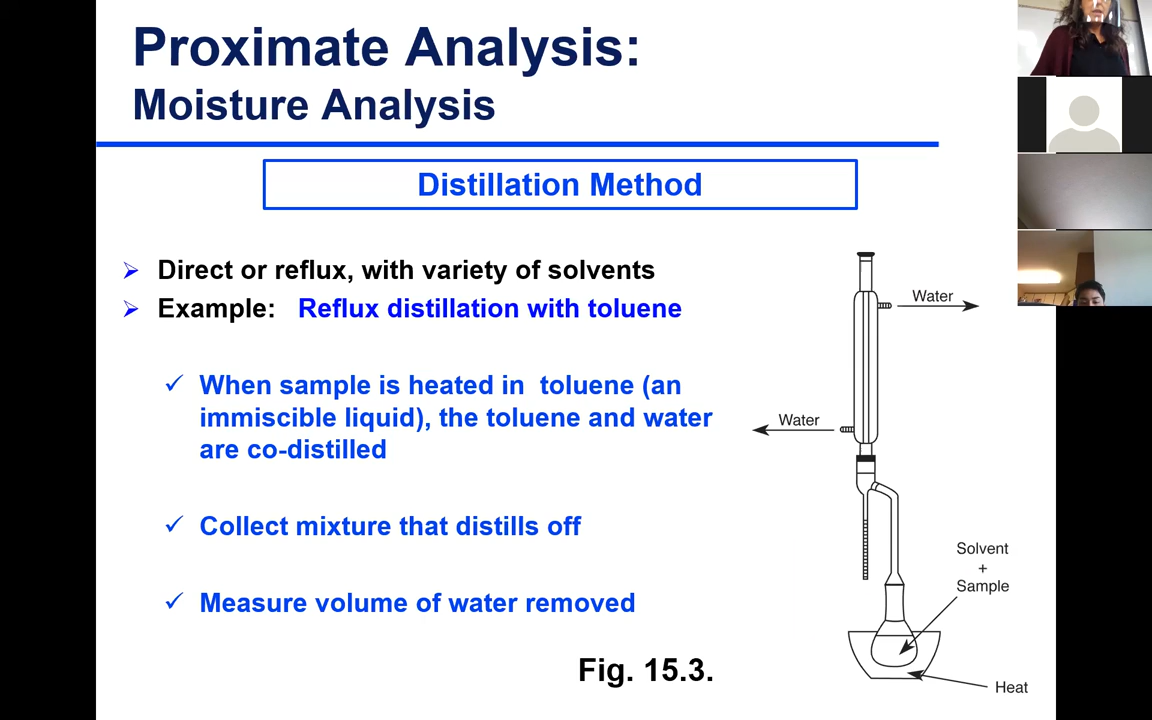 Proximate Analysis:
Moisture Analysis
Distillation Method
Direct or reflux, with variety of solvents
Example: Reflux distillation with toluene
When sample is heated in toluene (an
immiscible liquid), the toluene and water
are co-distilled
Collect mixture that distills off
Measure volume of water removed
Fig. 15.3.
Water
Water
Solvent
+
Sample
Heat